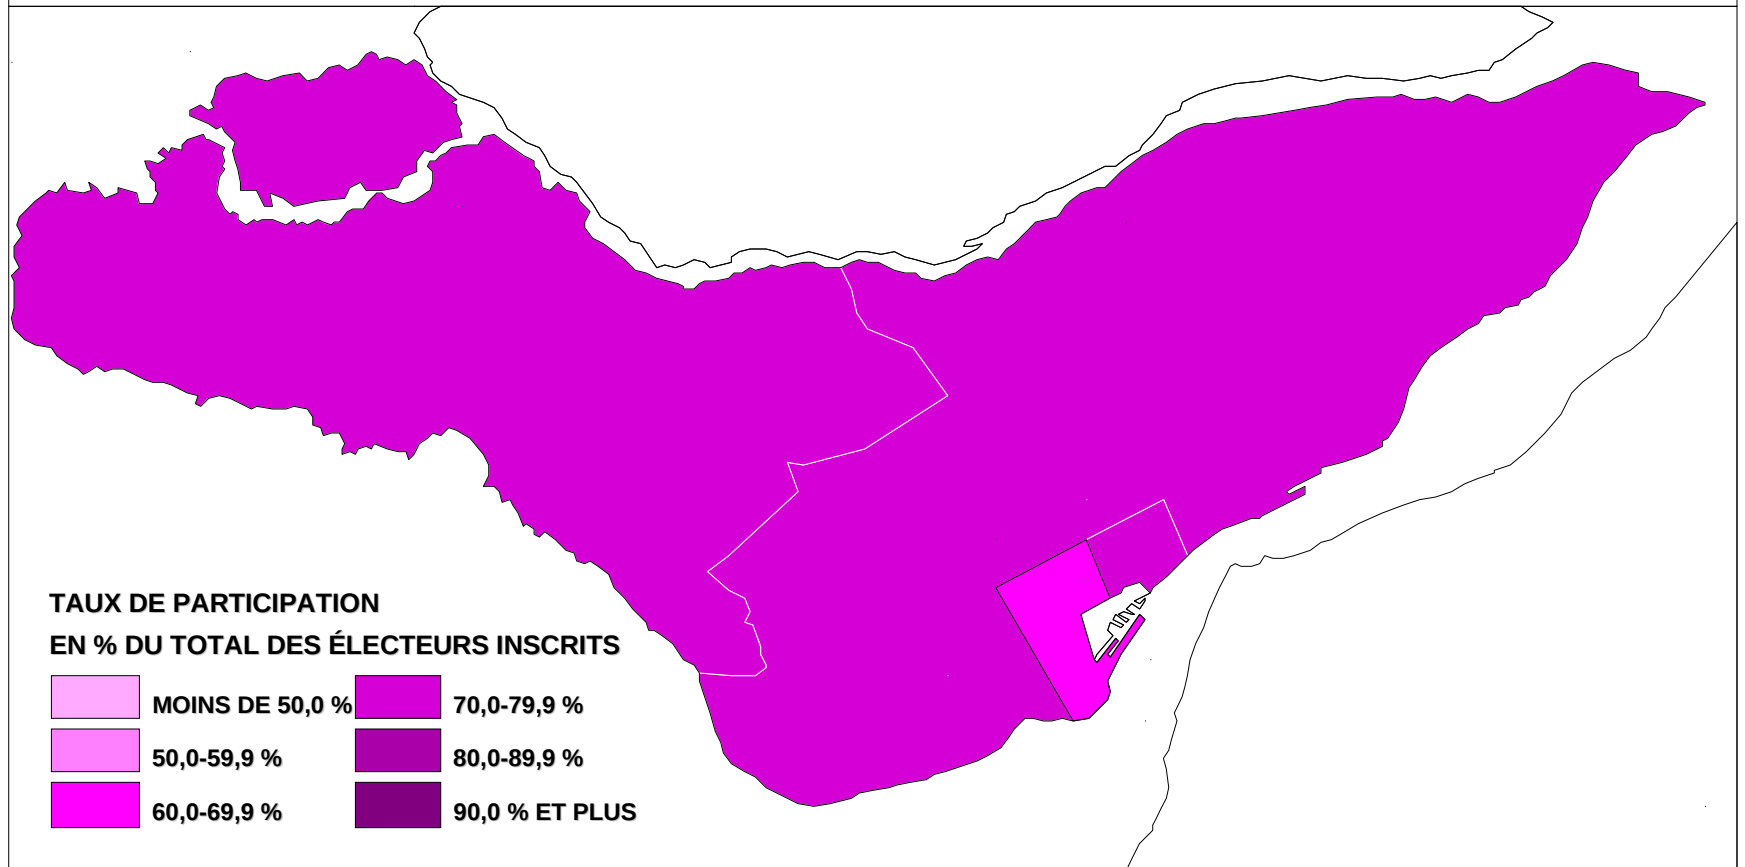 TAUX DE PARTICIPATION
EN % DU TOTAL DES ÉLECTEURS INSCRITS
MOINS DE 50,0 %
50,0-59,9 %
60,0-69,9 %
70,0-79,9 %
80,0-89,9 %
90,0 % ET PLUS